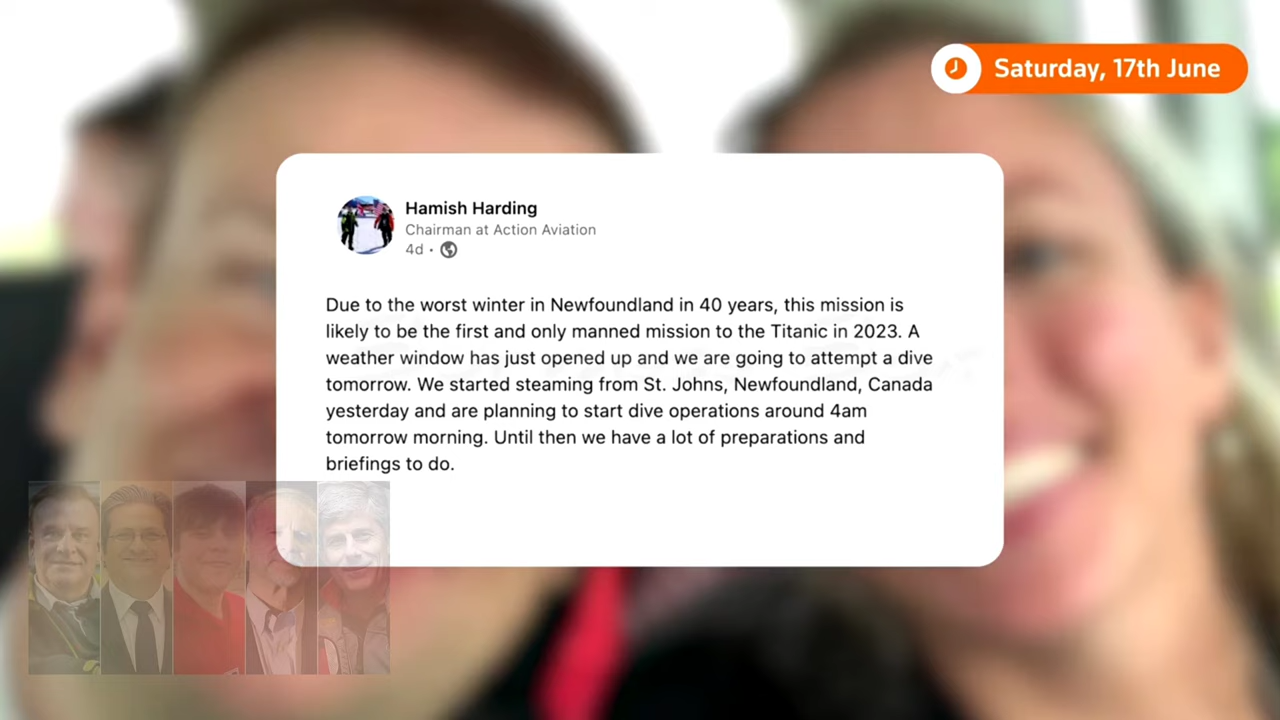 Saturday, 17th June
Hamish Harding
Chairman at Action Aviation
4d •
Due to the worst winter in Newfoundland in 40 years, this mission is
likely to be the first and only manned mission to the Titanic in 2023. A
weather window has just opened up and we are going to attempt a dive
tomorrow. We started steaming from St. Johns, Newfoundland, Canada
yesterday and are planning to start dive operations around 4am
tomorrow morning. Until then we have a lot of preparations and
briefings to do.